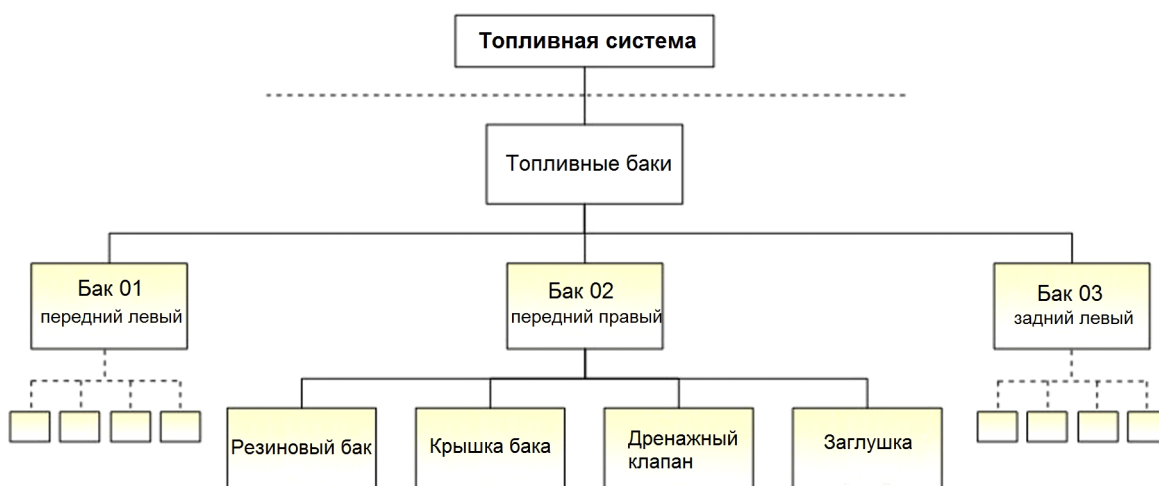 Топливная система
Топливные баки
Бак 01
передний левый
Бак 02
передний правый
Бак 03
задний левый
Резиновый бак
Крышка бака
Дренажный
клапан
Заглушка